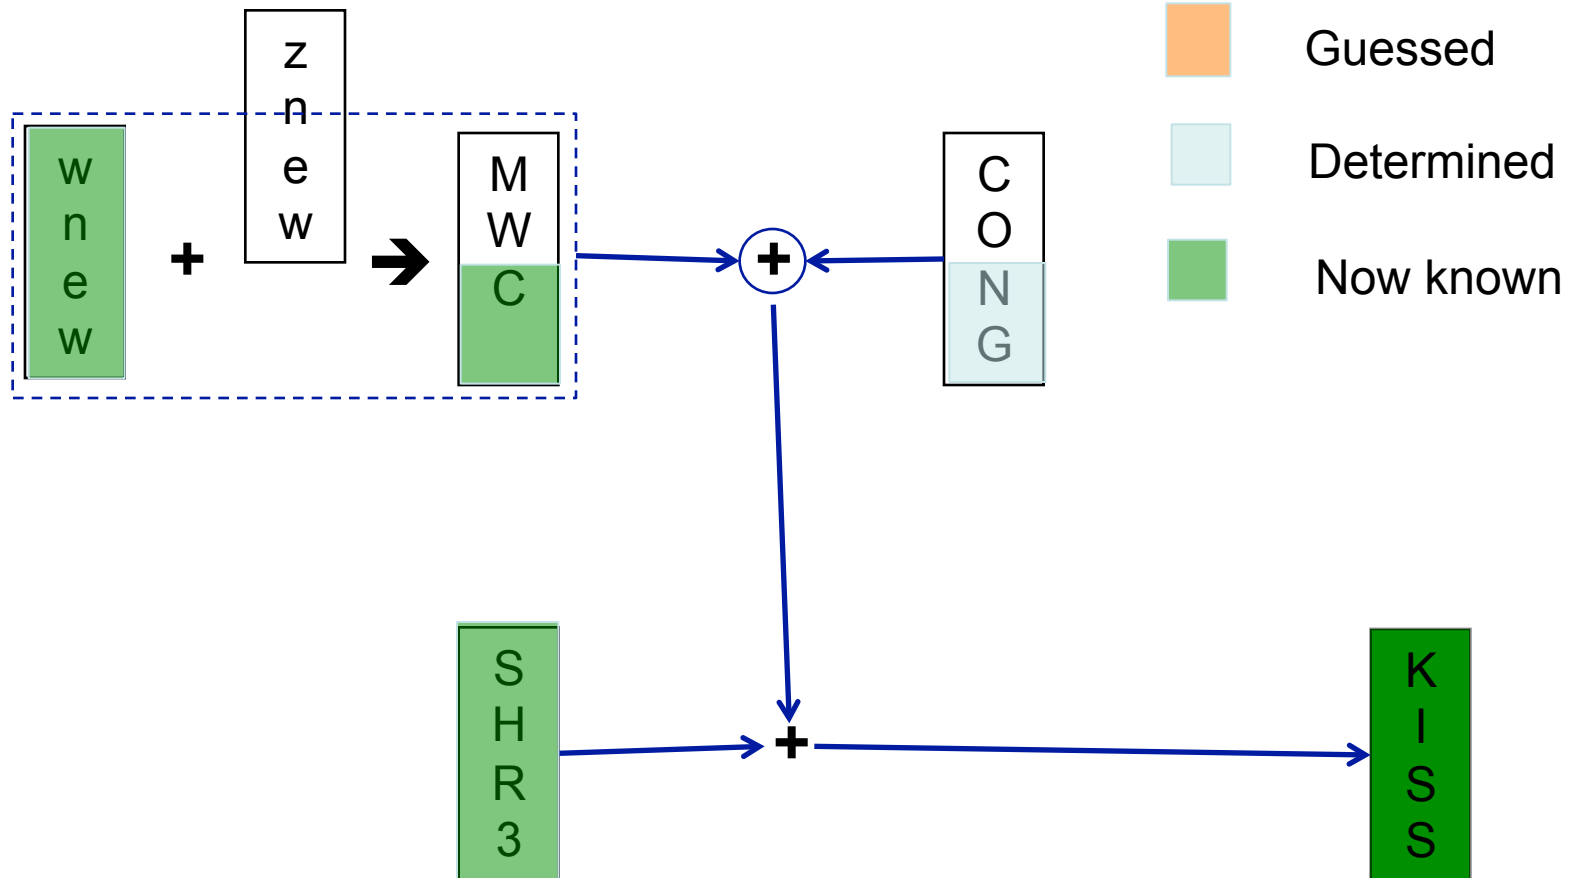 z
n
e
w
w
n
e
w
+
➔
M
W
C
+
C
O
N
G
Guessed
Determined
Now known
S
H
R
3
+
K
I
S
S